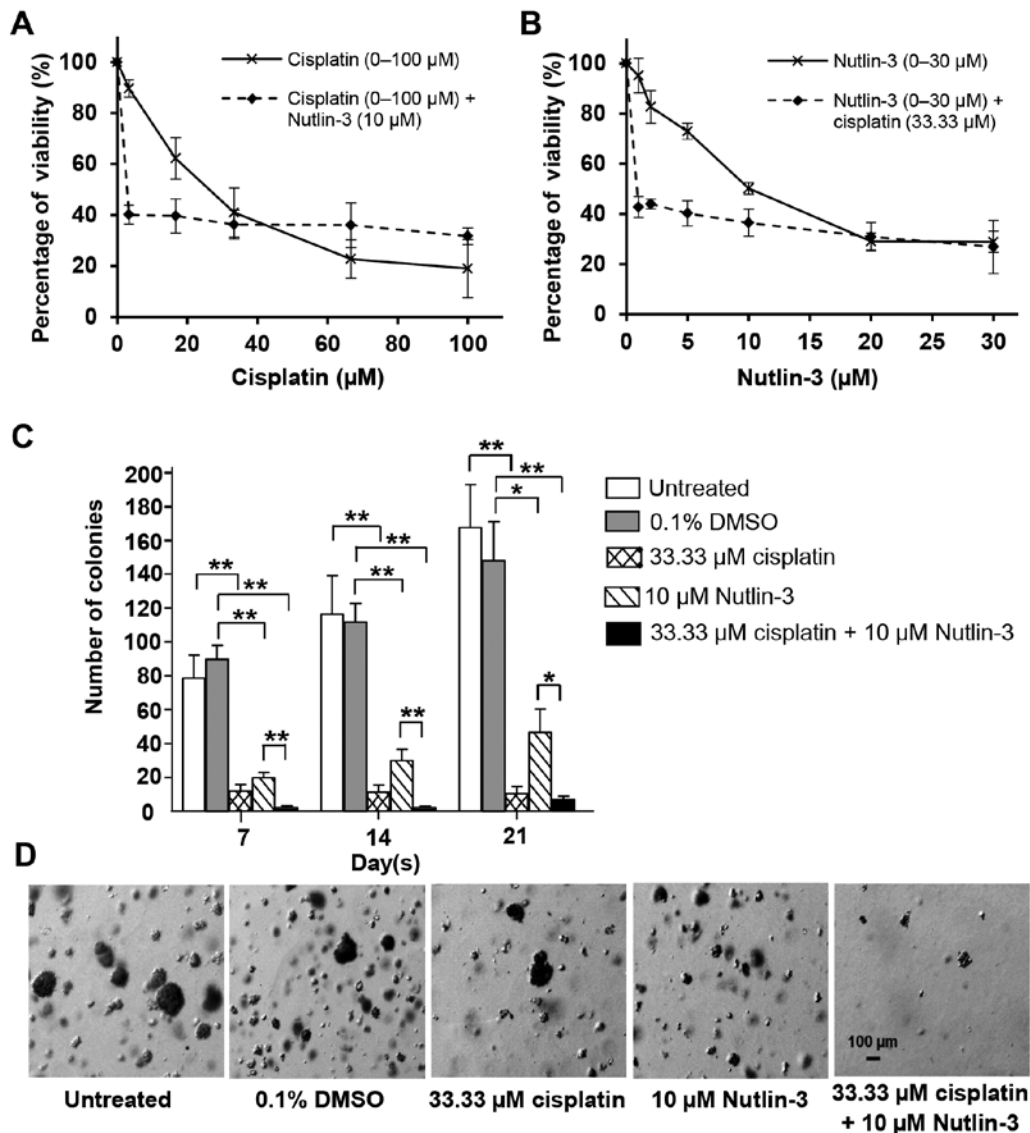 A
Percentage of viability (%)
100
80
60
40
20
0
Cisplatin (0–100 µM)
Cisplatin (0–100 µM) +
Nutlin-3 (10 µM)
0 20 40 60 80 100
Cisplatin (µM)
B
Percentage of viability (%)
100
80
60
40
20
0
Nutlin-3 (0–30 µM)
Nutlin-3 (0–30 µM) +
cisplatin (33.33 µM)
0 5 10 15 20 25 30
Nutlin-3 (µM)
C
Number of colonies
200
180
160
140
120
100
80
60
40
20
0
** ** ** **
** ** ** **
** ** * *
Untreated
0.1% DMSO
33.33 µM cisplatin
10 µM Nutlin-3
33.33 µM cisplatin + 10 µM Nutlin-3
7 14 21
Day(s)
D
100 µm
Untreated
0.1% DMSO
33.33 µM cisplatin
10 µM Nutlin-3
33.33 µM cisplatin
+ 10 µM Nutlin-3